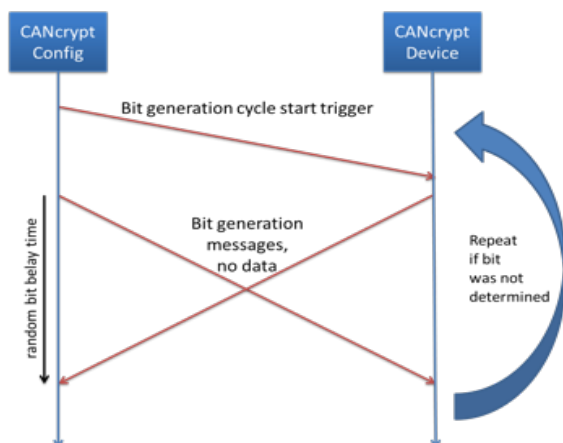 CANcrypt
Config
CANcrypt
Device
Bit generation cycle start trigger
Bit generation
messages,
no data
random bit belay time
Repeat
if bit
was not
determined